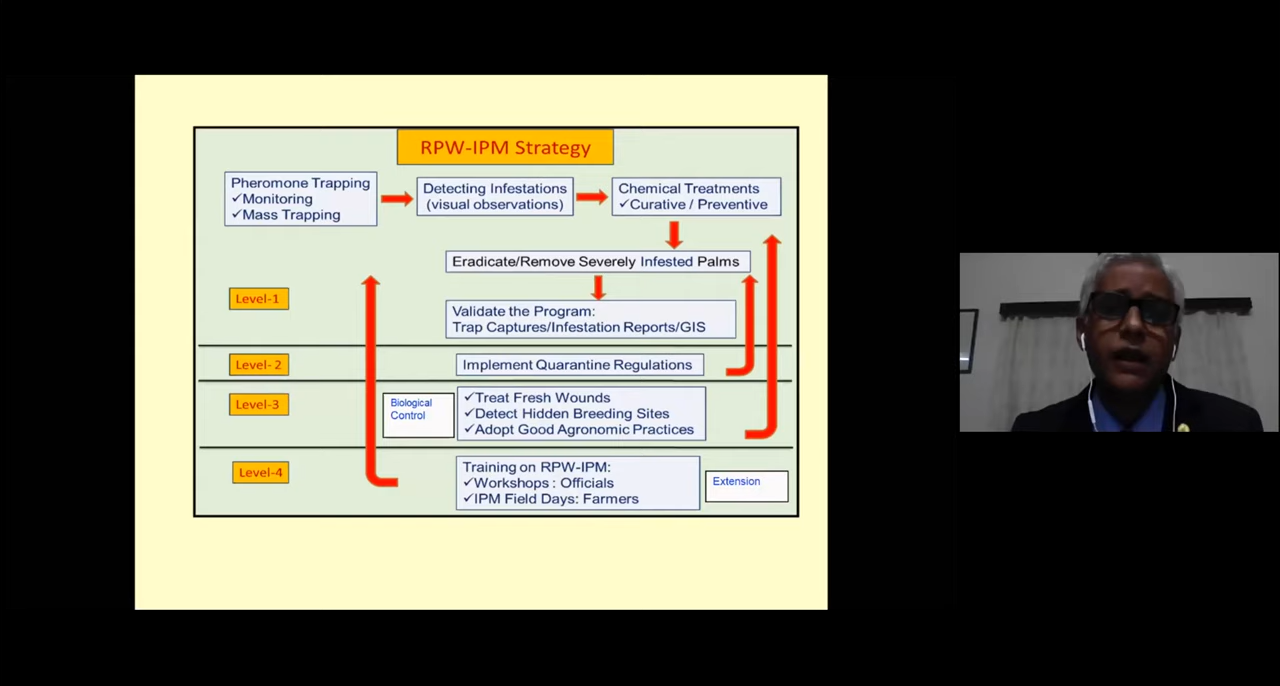 RPW-IPM Strategy
Pheromone Trapping
✓Monitoring
✓Mass Trapping
Detecting Infestations
(visual observations)
Chemical Treatments
✓Curative / Preventive
Eradicate/Remove Severely Infested Palms
Level-1
Validate the Program:
Trap Captures/Infestation Reports/GIS
Level- 2
Implement Quarantine Regulations
Level-3
Biological
Control
✓Treat Fresh Wounds
✓Detect Hidden Breeding Sites
✓Adopt Good Agronomic Practices
Level-4
Training on RPW-IPM:
✓Workshops : Officials
✓IPM Field Days: Farmers
Extension